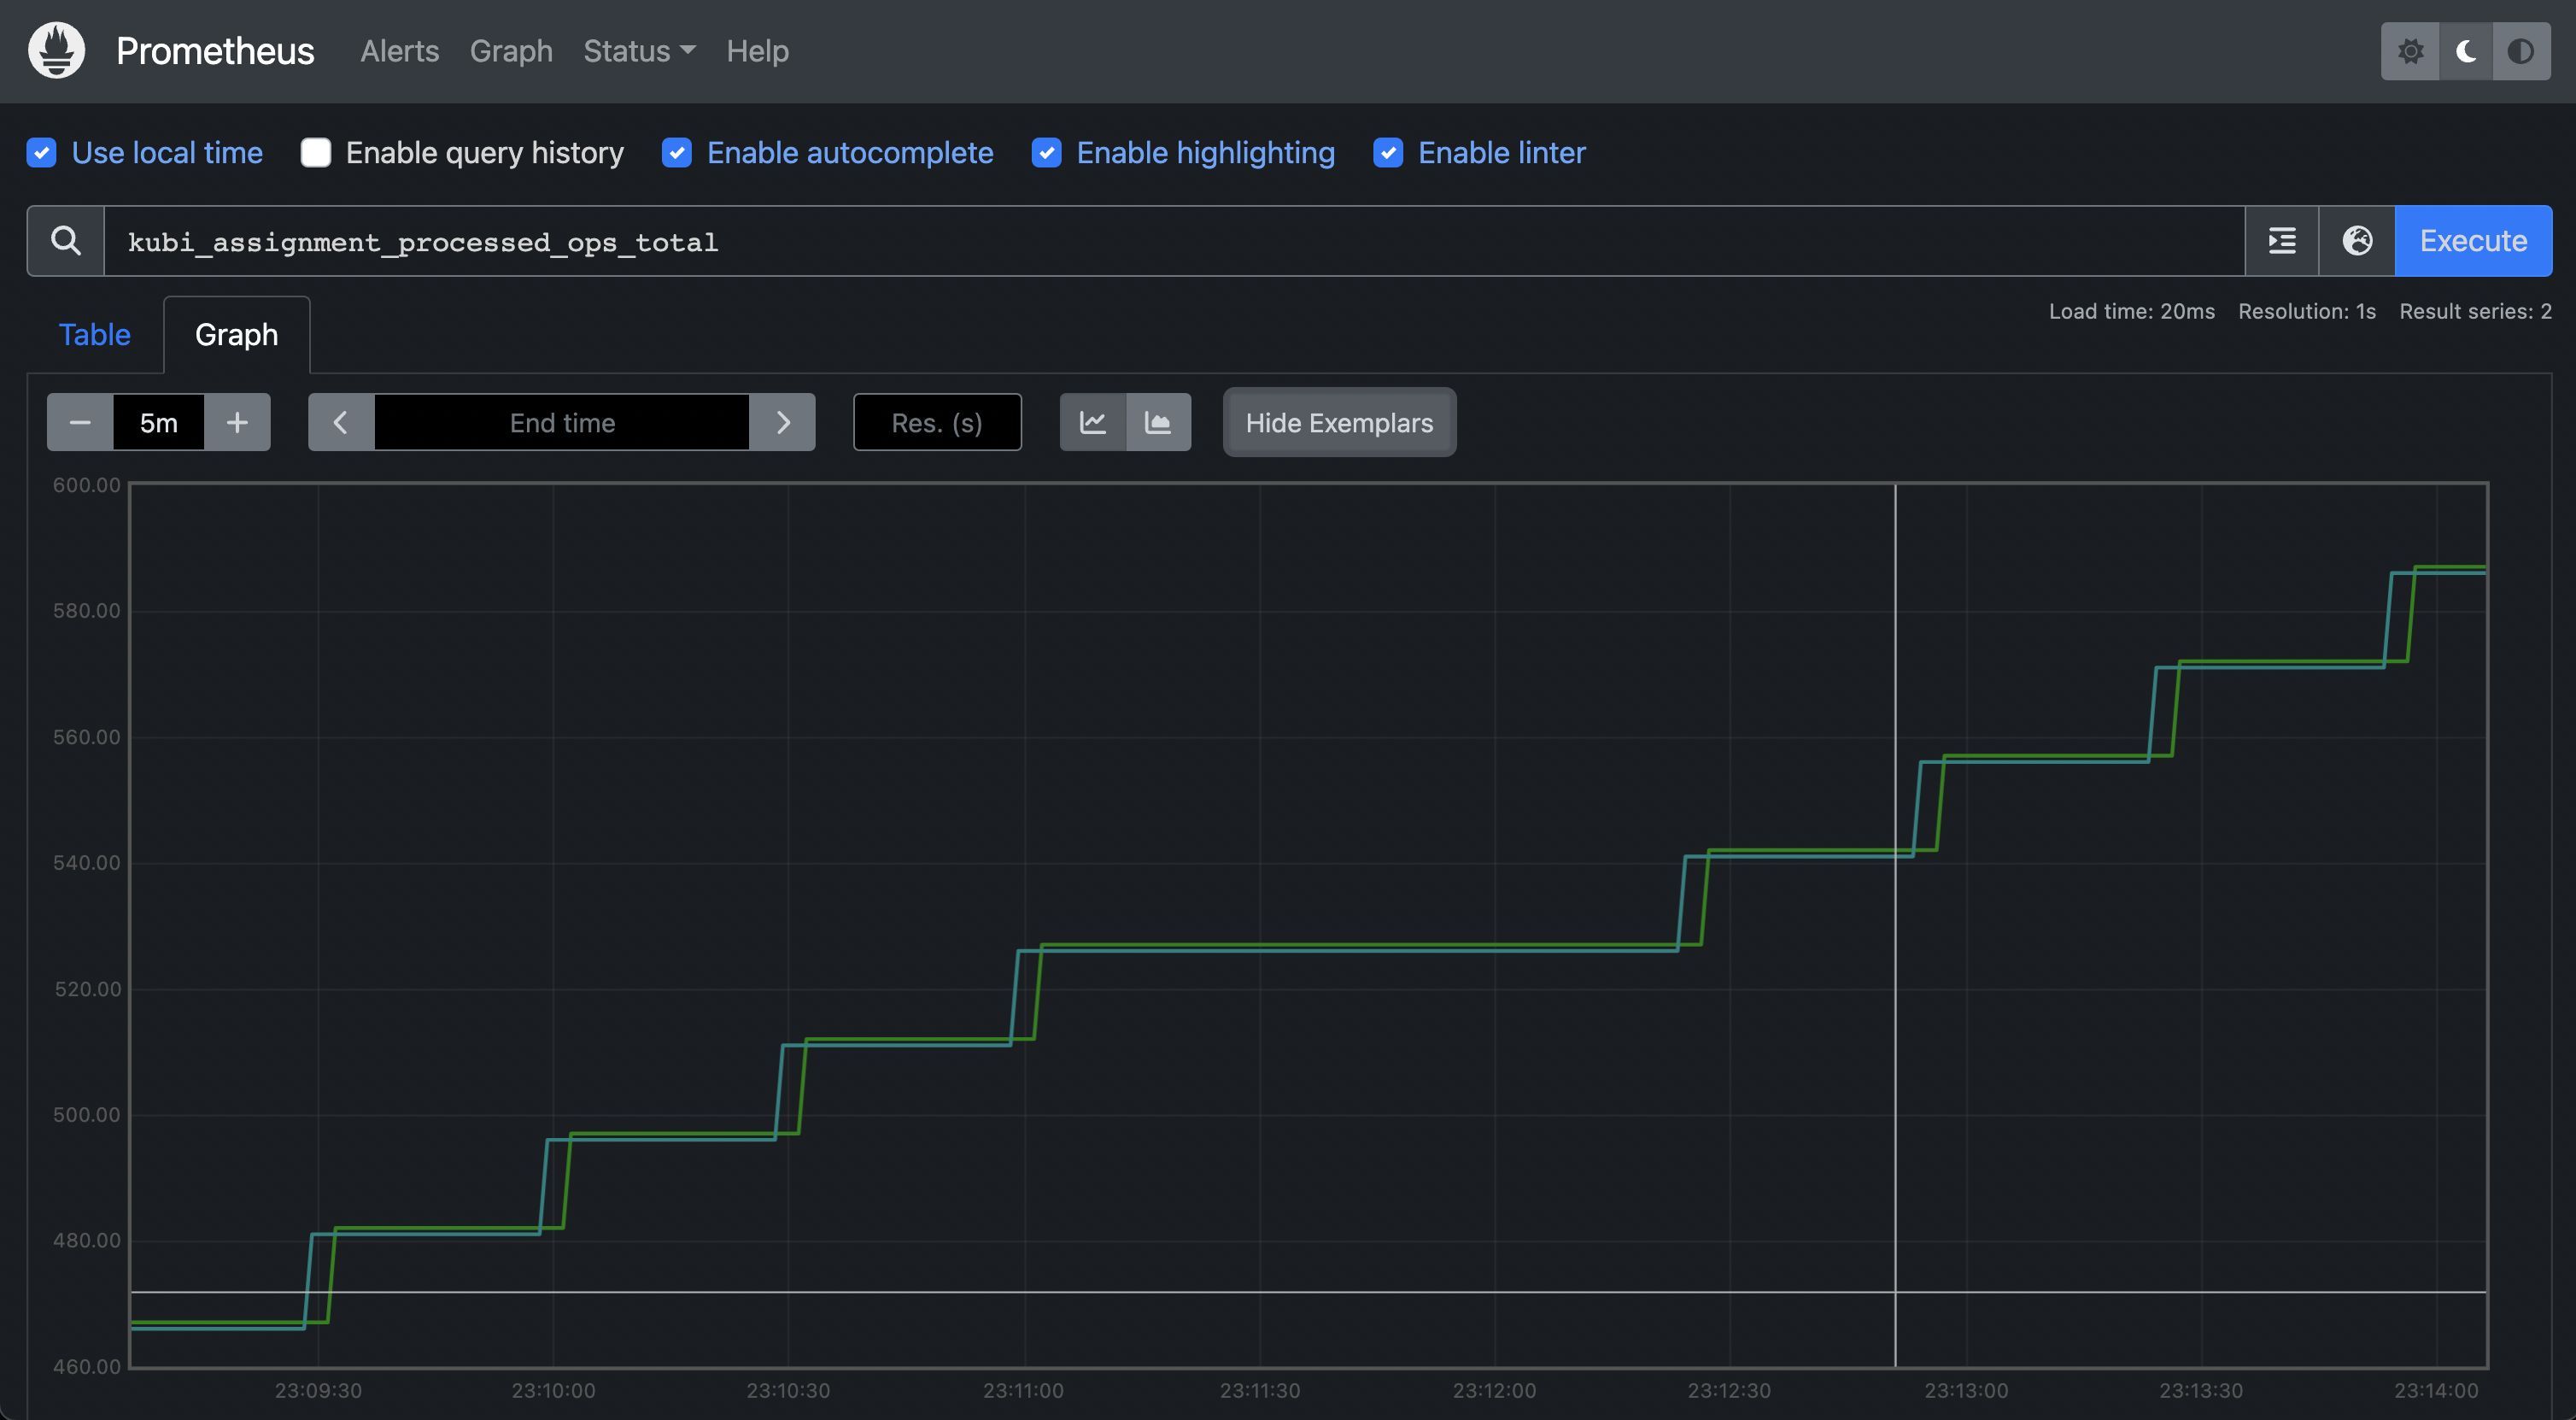 Prometheus Alerts Graph Status Help
Use local time Enable query history Enable autocomplete Enable highlighting Enable linter
kubi_assignment_processed_ops_total Execute
Load time: 20ms Resolution: 1s Result series: 2
Table Graph
5m End time Res. (s) Hide Exemplars
600.00
580.00
560.00
540.00
520.00
500.00
480.00
460.00
23:09:30 23:10:00 23:10:30 23:11:00 23:11:30 23:12:00 23:12:30 23:13:00 23:13:30 23:14:00